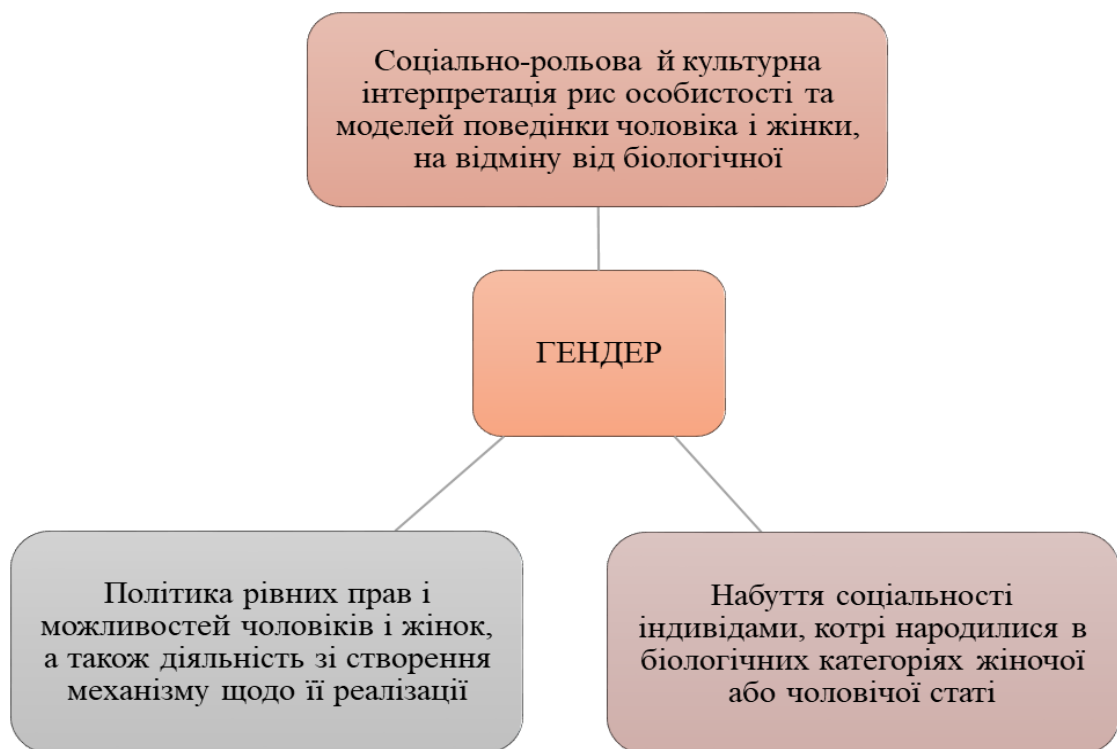 Соціально-рольова й культурна
інтерпретація рис особистості та
моделей поведінки чоловіка і жінки,
на відміну від біологічної
ГЕНДЕР
Політика рівних прав і
можливостей чоловіків і жінок,
а також діяльність зі створення
механізму щодо її реалізації
Набуття соціальності
індивідами, котрі народилися в
біологічних категоріях жіночої
або чоловічої статі